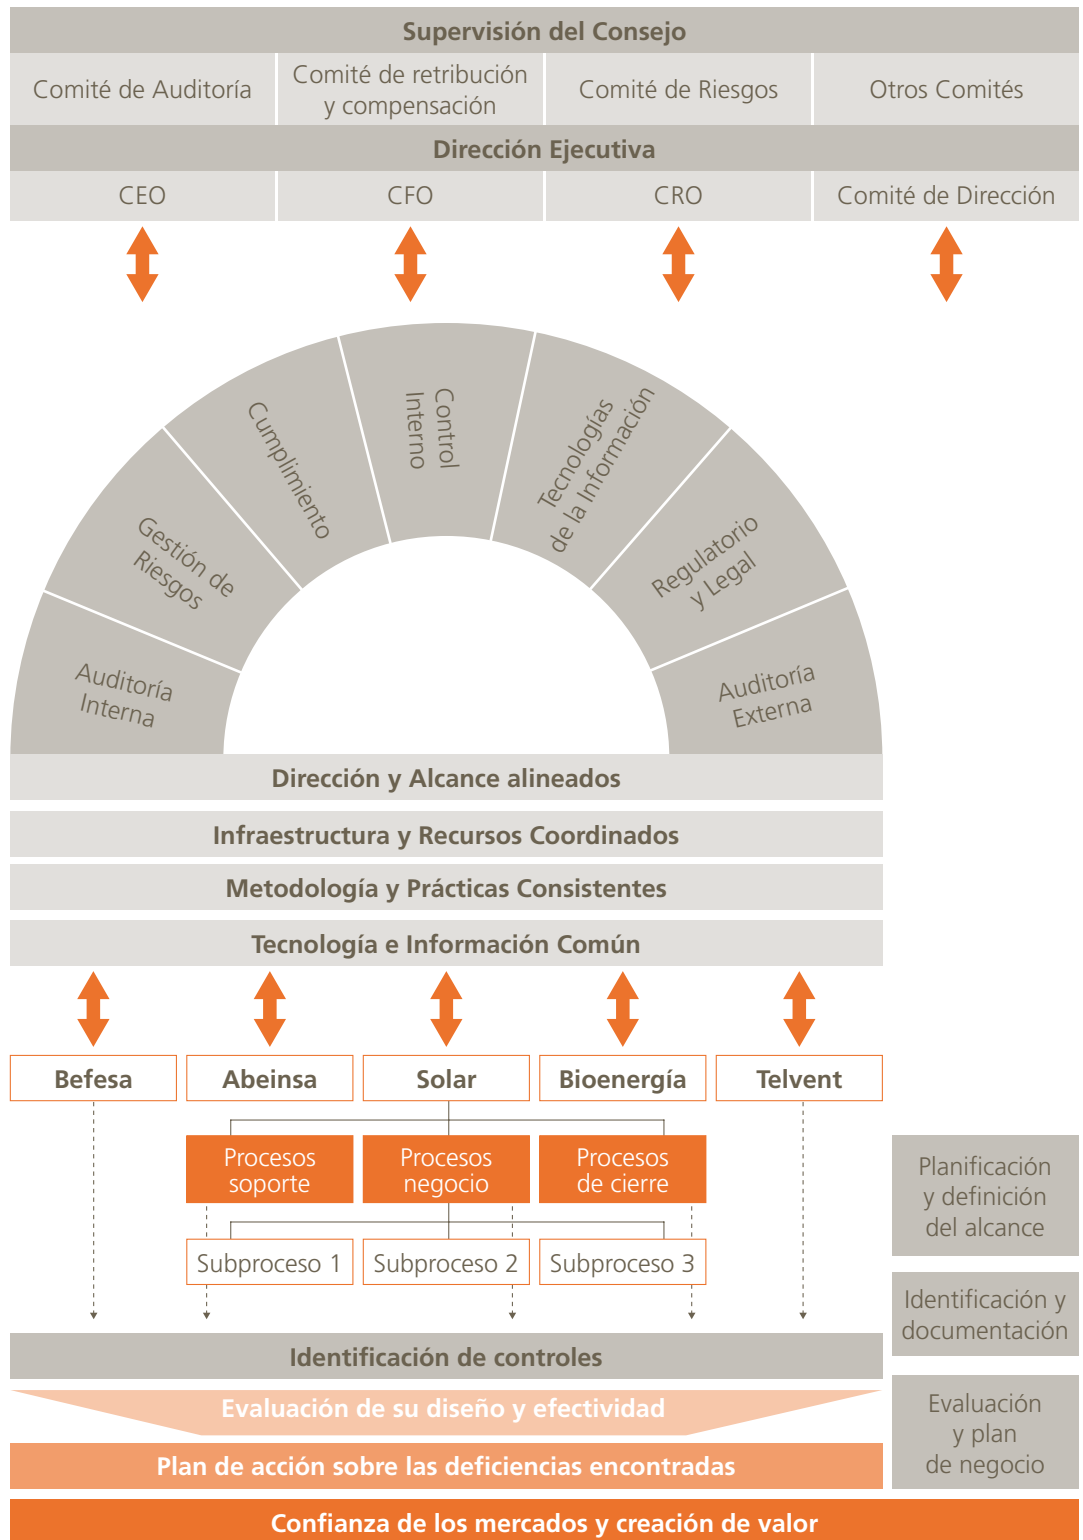 Supervisión del Consejo
Comité de Auditoría
Comité de retribución
y compensación
Comité de Riesgos
Otros Comités
Dirección Ejecutiva
CEO
CFO
CRO
Comité de Dirección
Auditoría
Interna
Gestión de
Riesgos
Cumplimiento
Control
Interno
Tecnologías
de la Información
Regulatorio
y Legal
Auditoría
Externa
Dirección y Alcance alineados
Infraestructura y Recursos Coordinados
Metodología y Prácticas Consistentes
Tecnología e Información Común
Befesa
Abeinsa
Solar
Bioenergía
Telvent
Procesos
soporte
Procesos
negocio
Procesos
de cierre
Subproceso 1
Subproceso 2
Subproceso 3
Planificación
y definición
del alcance
Identificación y
documentación
Evaluación
y plan
de negocio
Identificación de controles
Evaluación de su diseño y efectividad
Plan de acción sobre las deficiencias encontradas
Confianza de los mercados y creación de valor